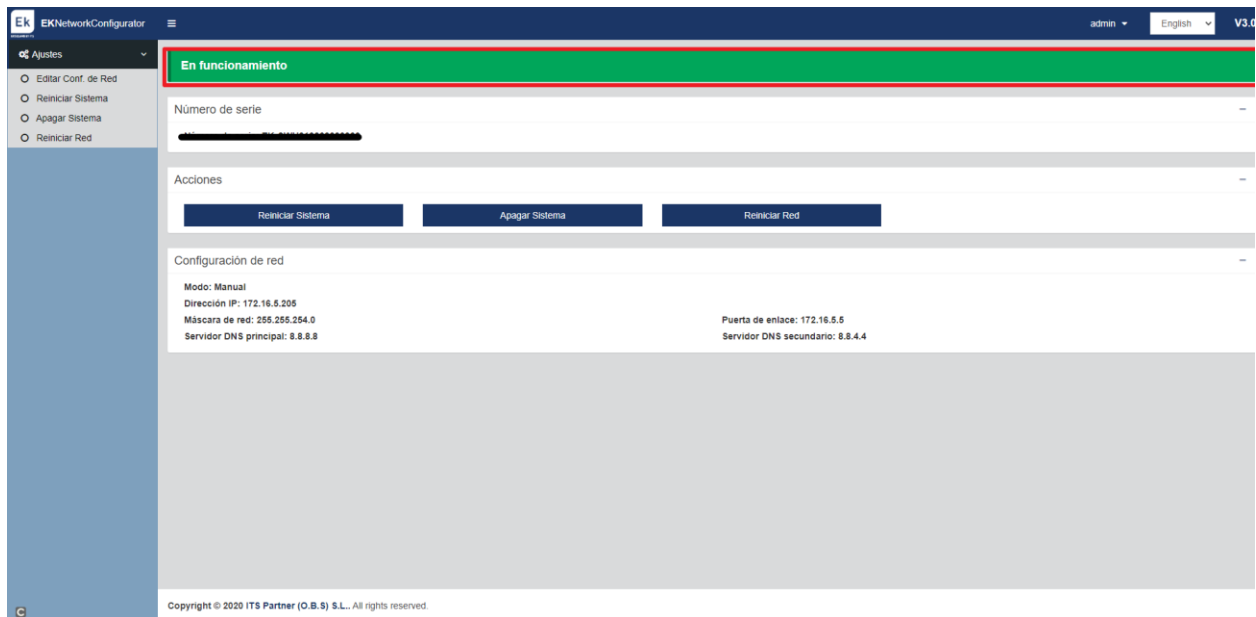 Ek EKNetworkConfigurator admin English V3.0
Ajustes
Editar Conf. de Red
Reiniciar Sistema
Apagar Sistema
Reiniciar Red
En funcionamiento
Número de serie
Acciones
Reiniciar Sistema Apagar Sistema Reiniciar Red
Configuración de red
Modo: Manual
Dirección IP: 172.16.5.205
Máscara de red: 255.255.254.0 Puerta de enlace: 172.16.5.5
Servidor DNS principal: 8.8.8.8 Servidor DNS secundario: 8.8.4.4
Copyright © 2020 ITS Partner (O.B.S) S.L.. All rights reserved.